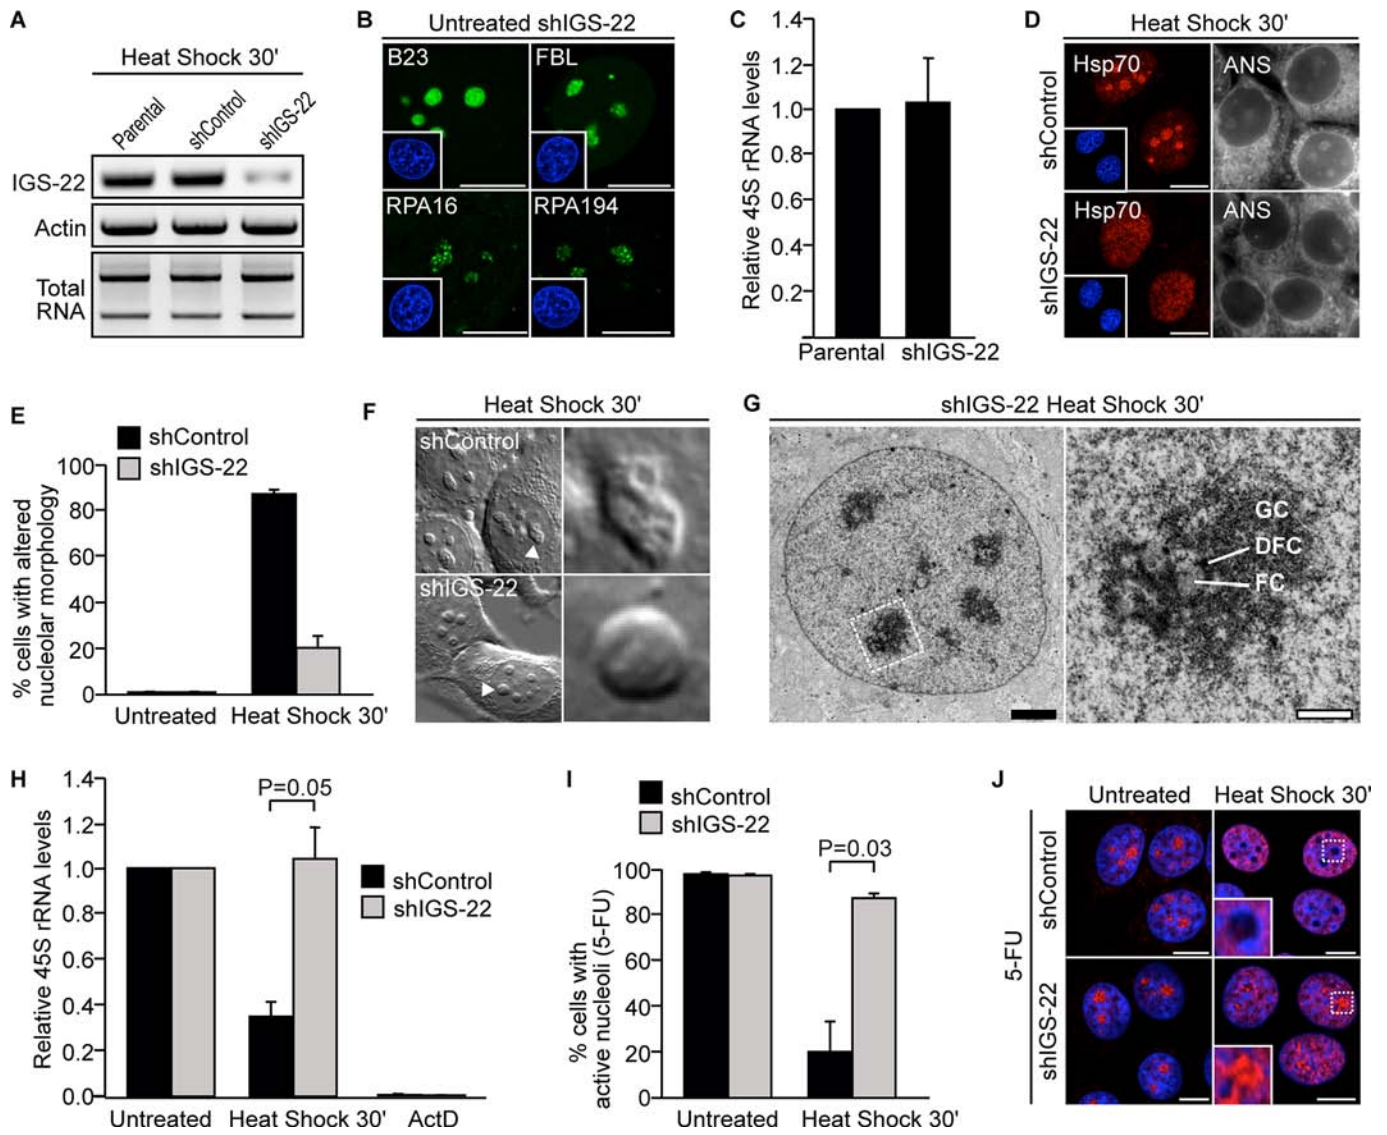 A
Heat Shock 30'
Parental
shControl
shIGS-22
IGS-22
Actin
Total
RNA
B
Untreated shIGS-22
B23
FBL
RPA16
RPA194
C
Relative 45S rRNA levels
1.4
1.2
1.0
0.8
0.6
0.4
0.2
Parental
shIGS-22
D
Heat Shock 30'
shControl
Hsp70
ANS
shIGS-22
Hsp70
ANS
E
shControl
shIGS-22
% cells with altered
nucleolar morphology
100
80
60
40
20
0
Untreated
Heat Shock 30'
F
Heat Shock 30'
shControl
shIGS-22
G
shIGS-22 Heat Shock 30'
GC
DFC
FC
H
Relative 45S rRNA levels
1.4
1.2
1.0
0.8
0.6
0.4
0.2
0.0
P=0.05
shControl
shIGS-22
Untreated
Heat Shock 30'
ActD
I
shControl
shIGS-22
% cells with
active nucleoli (5-FU)
100
80
60
40
20
0
P=0.03
Untreated
Heat Shock 30'
J
Untreated
Heat Shock 30'
5-FU
shControl
shIGS-22